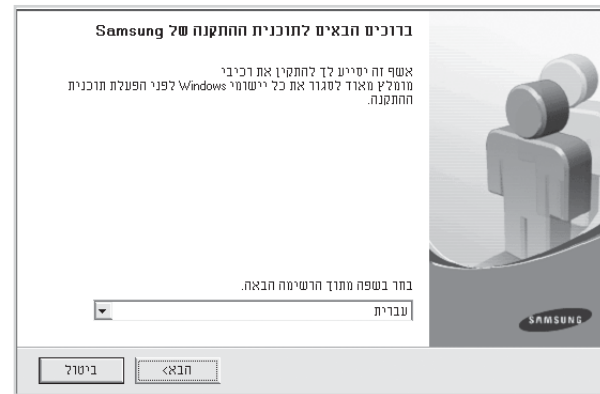 ברוכים הבאים לתוכנית ההתקנה של Samsung
אשף זה יסייע לך להתקין את רכיבי
מומלץ מאוד לסגור את כל יישומי Windows לפני הפעלת תוכנית
ההתקנה.
בחר בשפה מתוך הרשימה הבאה.
עברית
SAMSUNG
הבא>
ביטול